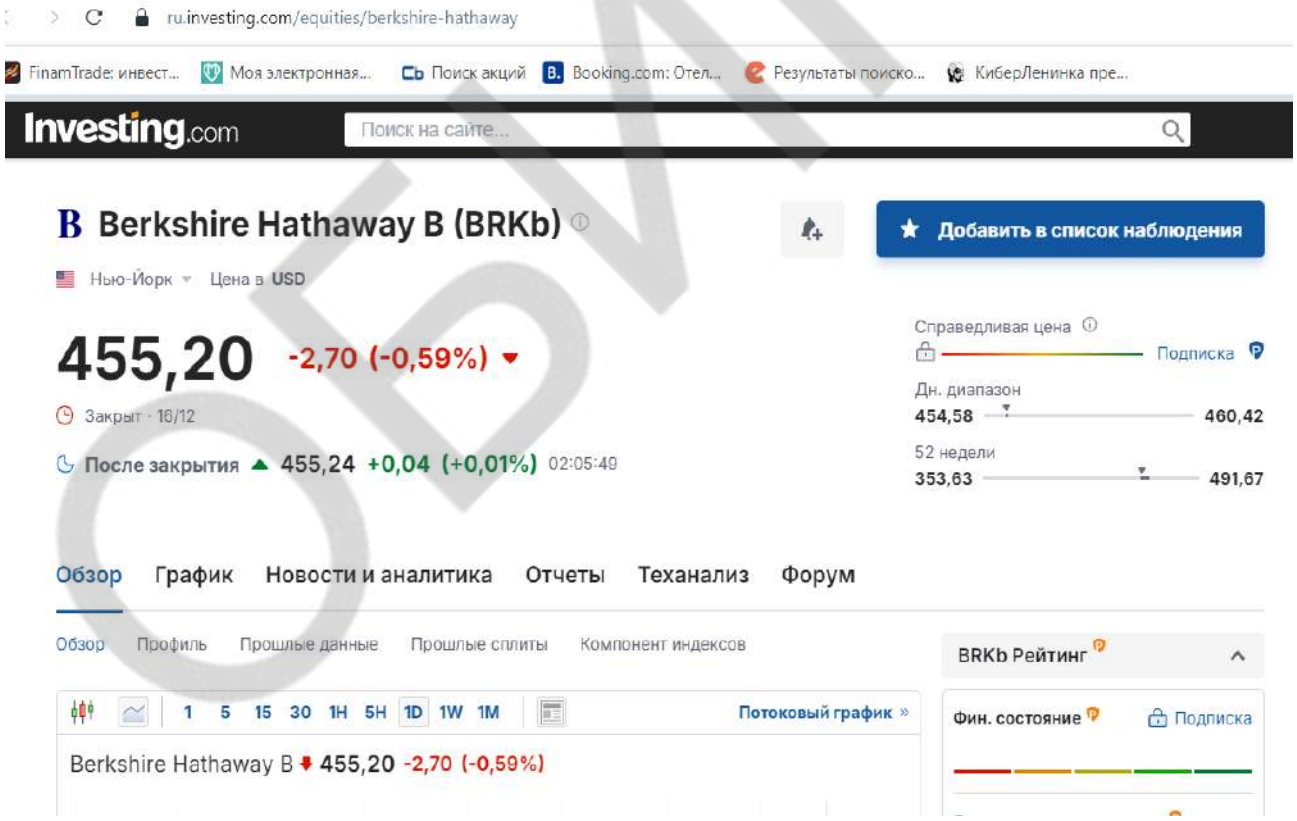 ru.investing.com/equities/berkshire-hathaway
FinamTrade: инвест... Моя электронная... Сь Поиск акций B. Booking.com: Отел... Результаты поиско... КиберЛенинка пре...
Investing.com Поиск на сайте...
B Berkshire Hathaway B (BRKb) Добавить в список наблюдения
Нью-Йорк Цена в USD
455,20 -2,70 (-0,59%)
Закрыт · 16/12
После закрытия 455,24 +0,04 (+0,01%) 02:05:49
Справедливая цена
Подписка
Дн. диапазон
454,58 460,42
52 недели
353,63 491,67
Обзор График Новости и аналитика Отчеты Теханализ Форум
Обзор Профиль Прошлые данные Прошлые сплиты Компонент индексов
1 5 15 30 1H 5H 1D 1W 1M Потоковый график »
Berkshire Hathaway B 455,20 -2,70 (-0,59%)
BRKb Рейтинг
Фин. состояние Подписка